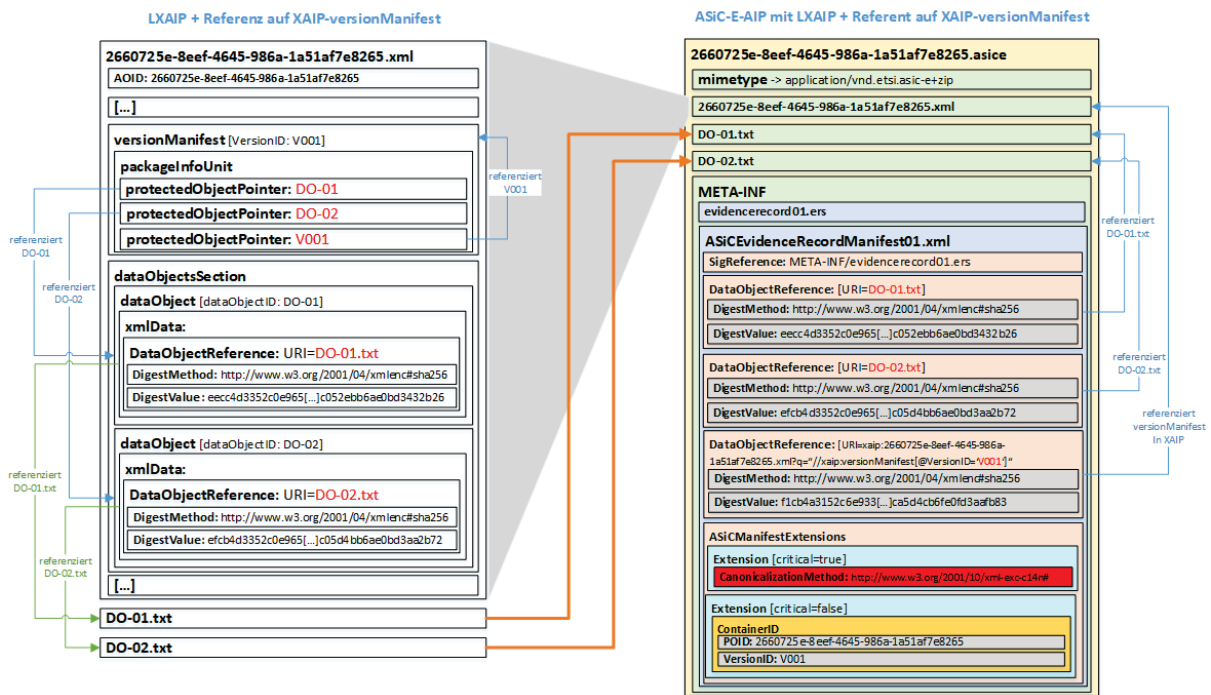 LXAIP + Referenz auf XAIP-versionManifest
2660725e-8eef-4645-986a-1a51af7e8265.xml
AOID: 2660725e-8eef-4645-986a-1a51af7e8265
[...]
versionManifest [VersionID: V001]
packageInfoUnit
protectedObjectPointer: DO-01
protectedObjectPointer: DO-02
protectedObjectPointer: V001
referenziert
V001
referenziert
DO-01
referenziert
DO-02
dataObjectsSection
dataObject [dataObjectID: DO-01]
xmlData:
DataObjectReference: URI=DO-01.txt
DigestMethod: http://www.w3.org/2001/04/xmlenc#sha256
DigestValue: eecc4d3352c0e965[...]c052ebb6ae0bd3432b26
dataObject [dataObjectID: DO-02]
xmlData:
DataObjectReference: URI=DO-02.txt
DigestMethod: http://www.w3.org/2001/04/xmlenc#sha256
DigestValue: efcb4d3352c0e965[...]c05d4bb6ae0bd3aa2b72
referenziert
DO-01.txt
referenziert
DO-02.txt
[...]
DO-01.txt
DO-02.txt
ASiC-E-AIP mit LXAIP + Referent auf XAIP-versionManifest
2660725e-8eef-4645-986a-1a51af7e8265.asice
mimetype -> application/vnd.etsi.asic-e+zip
2660725e-8eef-4645-986a-1a51af7e8265.xml
DO-01.txt
DO-02.txt
META-INF
evidencerecord01.ers
ASiCEvidenceRecordManifest01.xml
SigReference: META-INF/evidencerecord01.ers
DataObjectReference: [URI=DO-01.txt]
DigestMethod: http://www.w3.org/2001/04/xmlenc#sha256
DigestValue: eecc4d3352c0e965[...]c052ebb6ae0bd3432b26
DataObjectReference: [URI=DO-02.txt]
DigestMethod: http://www.w3.org/2001/04/xmlenc#sha256
DigestValue: efcb4d3352c0e965[...]c05d4bb6ae0bd3aa2b72
DataObjectReference: [URI=xaip:2660725e-8eef-4645-986a-
1a51af7e8265.xml?q="//xaip:versionManifest[@VersionID='V001']"
DigestMethod: http://www.w3.org/2001/04/xmlenc#sha256
DigestValue: f1cb4a3152c6e933[...]ca5d4cb6fe0fd3aafb83
ASiCManifestExtensions
Extension [critical=true]
CanonicalizationMethod: http://www.w3.org/2001/10/xml-exc-c14n#
Extension [critical=false]
ContainerID
POID: 2660725e-8eef-4645-986a-1a51af7e8265
VersionID: V001
referenziert
DO-01.txt
referenziert
DO-02.txt
referenziert
versionManifest
In XAIP